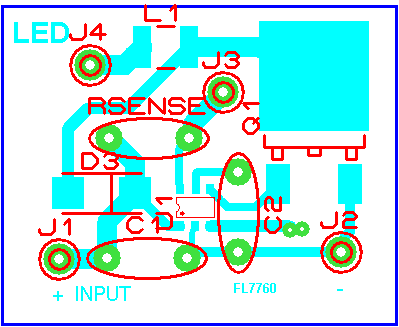 L1
LED J4
J3
RSENSE
Q1
D3
D1
C2
J1
C1
J2
+ INPUT
FL7760
-